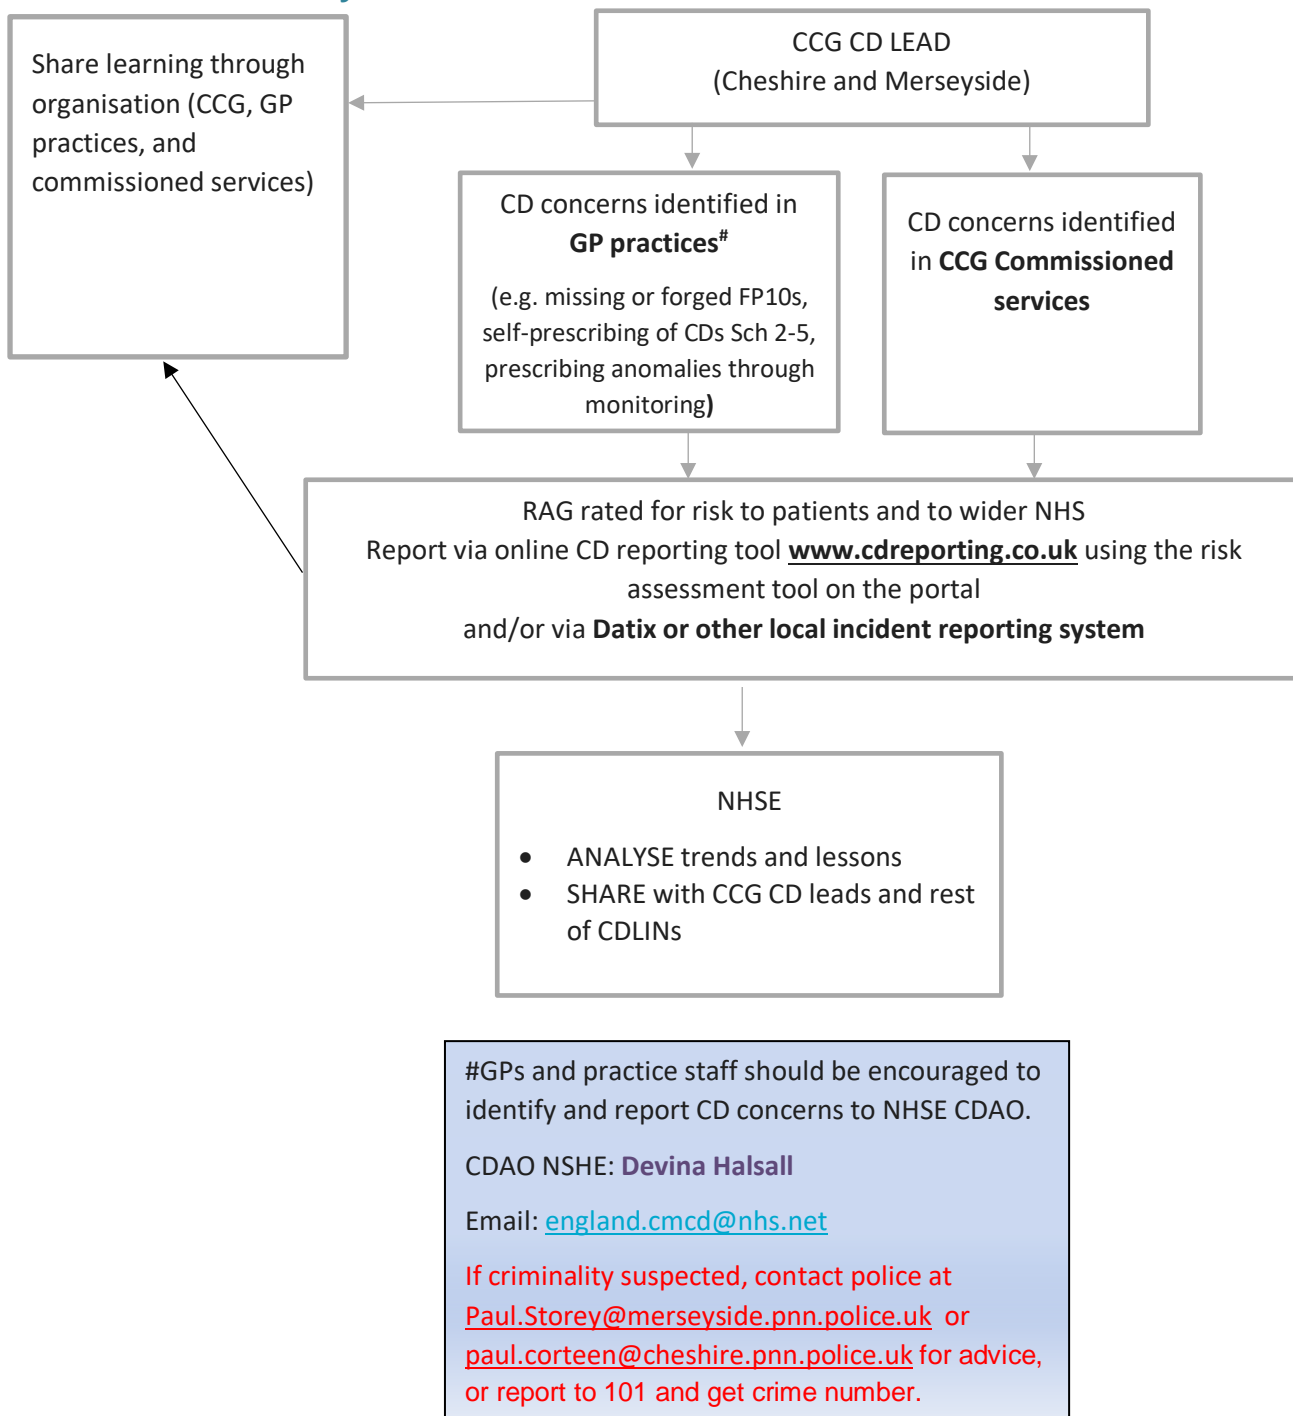 Share learning through
organisation (CCG, GP
practices, and
commissioned services)
CCG CD LEAD
(Cheshire and Merseyside)
CD concerns identified in
GP practices#
(e.g. missing or forged FP10s,
self-prescribing of CDs Sch 2-5,
prescribing anomalies through
monitoring)
CD concerns identified
in CCG Commissioned
services
RAG rated for risk to patients and to wider NHS
Report via online CD reporting tool www.cdreporting.co.uk using the risk
assessment tool on the portal
and/or via Datix or other local incident reporting system
NHSE
• ANALYSE trends and lessons
• SHARE with CCG CD leads and rest
of CDLINs
#GPs and practice staff should be encouraged to
identify and report CD concerns to NHSE CDAO.
CDAO NSHE: Devina Halsall
Email: england.cmcd@nhs.net
If criminality suspected, contact police at
Paul.Storey@merseyside.pnn.police.uk or
paul.corteen@cheshire.pnn.police.uk for advice,
or report to 101 and get crime number.